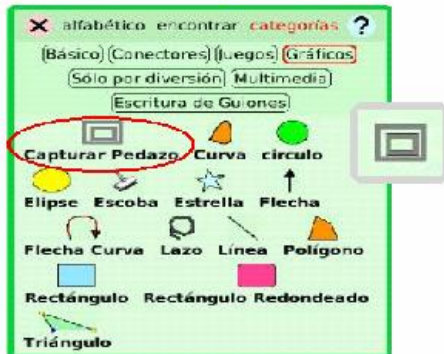 alfabético encontrar categorías ?
Básico Conectores Juegos Gráficos
Sólo por diversión Multimedia
Escritura de Guiones
Capturar Pedazo Curva circulo
Elipse Escoba Estrella Flecha
Flecha Curva Lazo Línea Polígono
Rectángulo Rectángulo Redondeado
Triángulo